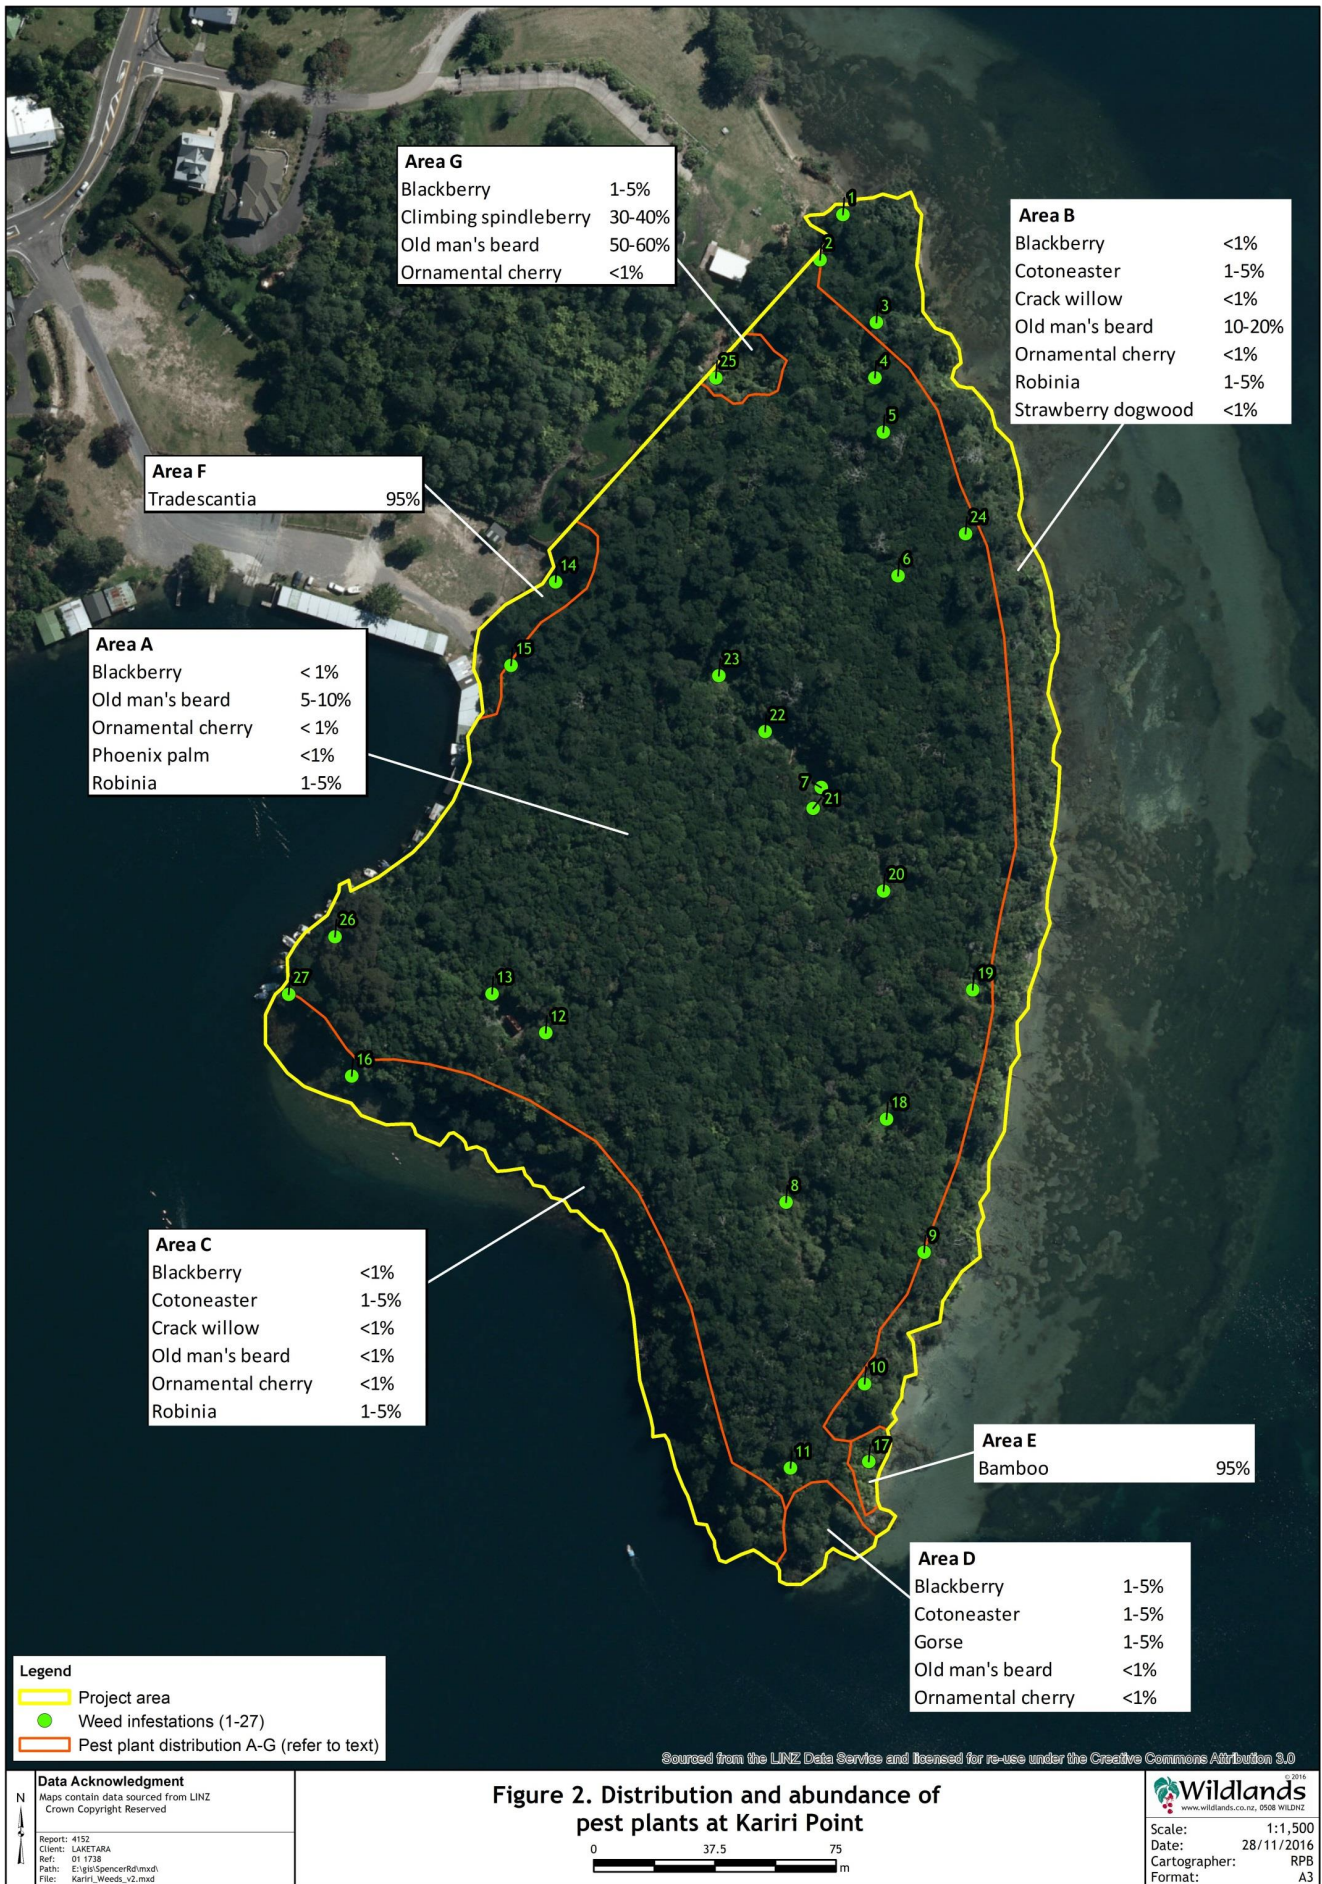 Area G
Blackberry 1-5%
Climbing spindleberry 30-40%
Old man's beard 50-60%
Ornamental cherry <1%
Area B
Blackberry <1%
Cotoneaster 1-5%
Crack willow <1%
Old man's beard 10-20%
Ornamental cherry <1%
Robinia 1-5%
Strawberry dogwood <1%
Area F
Tradescantia 95%
Area A
Blackberry < 1%
Old man's beard 5-10%
Ornamental cherry < 1%
Phoenix palm <1%
Robinia 1-5%
Area C
Blackberry <1%
Cotoneaster 1-5%
Crack willow <1%
Old man's beard <1%
Ornamental cherry <1%
Robinia 1-5%
Area E
Bamboo 95%
Area D
Blackberry 1-5%
Cotoneaster 1-5%
Gorse 1-5%
Old man's beard <1%
Ornamental cherry <1%
1
2
3
25
4
5
24
6
14
15
23
22
7
21
20
26
27
13
19
12
16
18
8
9
10
11
17
Legend
Project area
Weed infestations (1-27)
Pest plant distribution A-G (refer to text)
Sourced from the LINZ Data Service and licensed for re-use under the Creative Commons Attribution 3.0
N
Data Acknowledgment
Maps contain data sourced from LINZ
Crown Copyright Reserved
Report: 4152
Client: LAKETARA
Ref: 01 1738
Path: E:\gis\SpencerRd\mxd\
File: Kariri_Weeds_v2.mxd
Figure 2. Distribution and abundance of
pest plants at Kariri Point
0 37.5 75
m
© 2016
Wildlands
www.wildlands.co.nz, 0508 WILDNZ
Scale: 1:1,500
Date: 28/11/2016
Cartographer: RPB
Format: A3